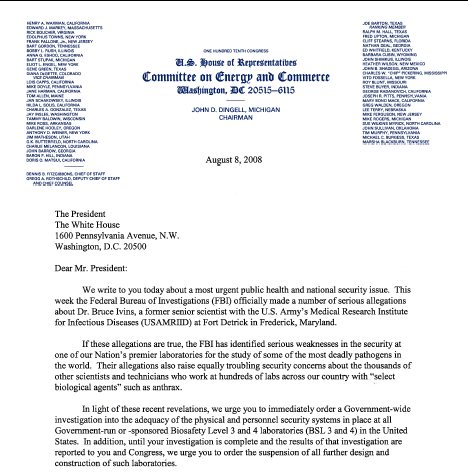 HENRY A. WAXMAN, CALIFORNIA
EDWARD J. MARKEY, MASSACHUSETTS
RICK BOUCHER, VIRGINIA
EDOLPHUS TOWNS, NEW YORK
FRANK PALLONE, Jr., NEW JERSEY
BART GORDON, TENNESSEE
BOBBY L. RUSH, ILLINOIS
ANNA G. ESHOO, CALIFORNIA
BART STUPAK, MICHIGAN
ELIOT L. ENGEL, NEW YORK
GENE GREEN, TEXAS
DIANA DeGETTE, COLORADO
VICE CHAIRMAN
LOIS CAPPS, CALIFORNIA
MIKE DOYLE, PENNSYLVANIA
JANE HARMAN, CALIFORNIA
TOM ALLEN, MAINE
JAN SCHAKOWSKY, ILLINOIS
HILDA L. SOLIS, CALIFORNIA
CHARLES A. GONZALEZ, TEXAS
JAY INSLEE, WASHINGTON
TAMMY BALDWIN, WISCONSIN
MIKE ROSS, ARKANSAS
DARLENE HOOLEY, OREGON
ANTHONY D. WEINER, NEW YORK
JIM MATHESON, UTAH
G.K. BUTTERFIELD, NORTH CAROLINA
CHARLIE MELANCON, LOUISIANA
JOHN BARROW, GEORGIA
BARON P. HILL, INDIANA
DORIS O. MATSUI, CALIFORNIA
DENNIS B. FITZGIBBONS, CHIEF OF STAFF
GREGG A. ROTHSCHILD, DEPUTY CHIEF OF STAFF
AND CHIEF COUNSEL
ONE HUNDRED TENTH CONGRESS
U.S. House of Representatives
Committee on Energy and Commerce
Washington, DC 20515–6115
JOHN D. DINGELL, MICHIGAN
CHAIRMAN
JOE BARTON, TEXAS
RANKING MEMBER
RALPH M. HALL, TEXAS
FRED UPTON, MICHIGAN
CLIFF STEARNS, FLORIDA
NATHAN DEAL, GEORGIA
ED WHITFIELD, KENTUCKY
BARBARA CUBIN, WYOMING
JOHN SHIMKUS, ILLINOIS
HEATHER WILSON, NEW MEXICO
JOHN B. SHADEGG, ARIZONA
CHARLES W. "CHIP" PICKERING, MISSISSIPPI
VITO FOSSELLA, NEW YORK
ROY BLUNT, MISSOURI
STEVE BUYER, INDIANA
GEORGE RADANOVICH, CALIFORNIA
JOSEPH R. PITTS, PENNSYLVANIA
MARY BONO MACK, CALIFORNIA
GREG WALDEN, OREGON
LEE TERRY, NEBRASKA
MIKE FERGUSON, NEW JERSEY
MIKE ROGERS, MICHIGAN
SUE WILKINS MYRICK, NORTH CAROLINA
JOHN SULLIVAN, OKLAHOMA
TIM MURPHY, PENNSYLVANIA
MICHAEL C. BURGESS, TEXAS
MARSHA BLACKBURN, TENNESSEE
August 8, 2008
The President
The White House
1600 Pennsylvania Avenue, N.W.
Washington, D.C. 20500
Dear Mr. President:
We write to you today about a most urgent public health and national security issue. This
week the Federal Bureau of Investigations (FBI) officially made a number of serious allegations
about Dr. Bruce Ivins, a former senior scientist with the U.S. Army's Medical Research Institute
for Infectious Diseases (USAMRIID) at Fort Detrick in Frederick, Maryland.
If these allegations are true, the FBI has identified serious weaknesses in the security at
one of our Nation's premier laboratories for the study of some of the most deadly pathogens in
the world. Their allegations also raise equally troubling security concerns about the thousands of
other scientists and technicians who work at hundreds of labs across our country with "select
biological agents" such as anthrax.
In light of these recent revelations, we urge you to immediately order a Government-wide
investigation into the adequacy of the physical and personnel security systems in place at all
Government-run or -sponsored Biosafety Level 3 and 4 laboratories (BSL 3 and 4) in the United
States. In addition, until your investigation is complete and the results of that investigation are
reported to you and Congress, we urge you to order the suspension of all further design and
construction of such laboratories.